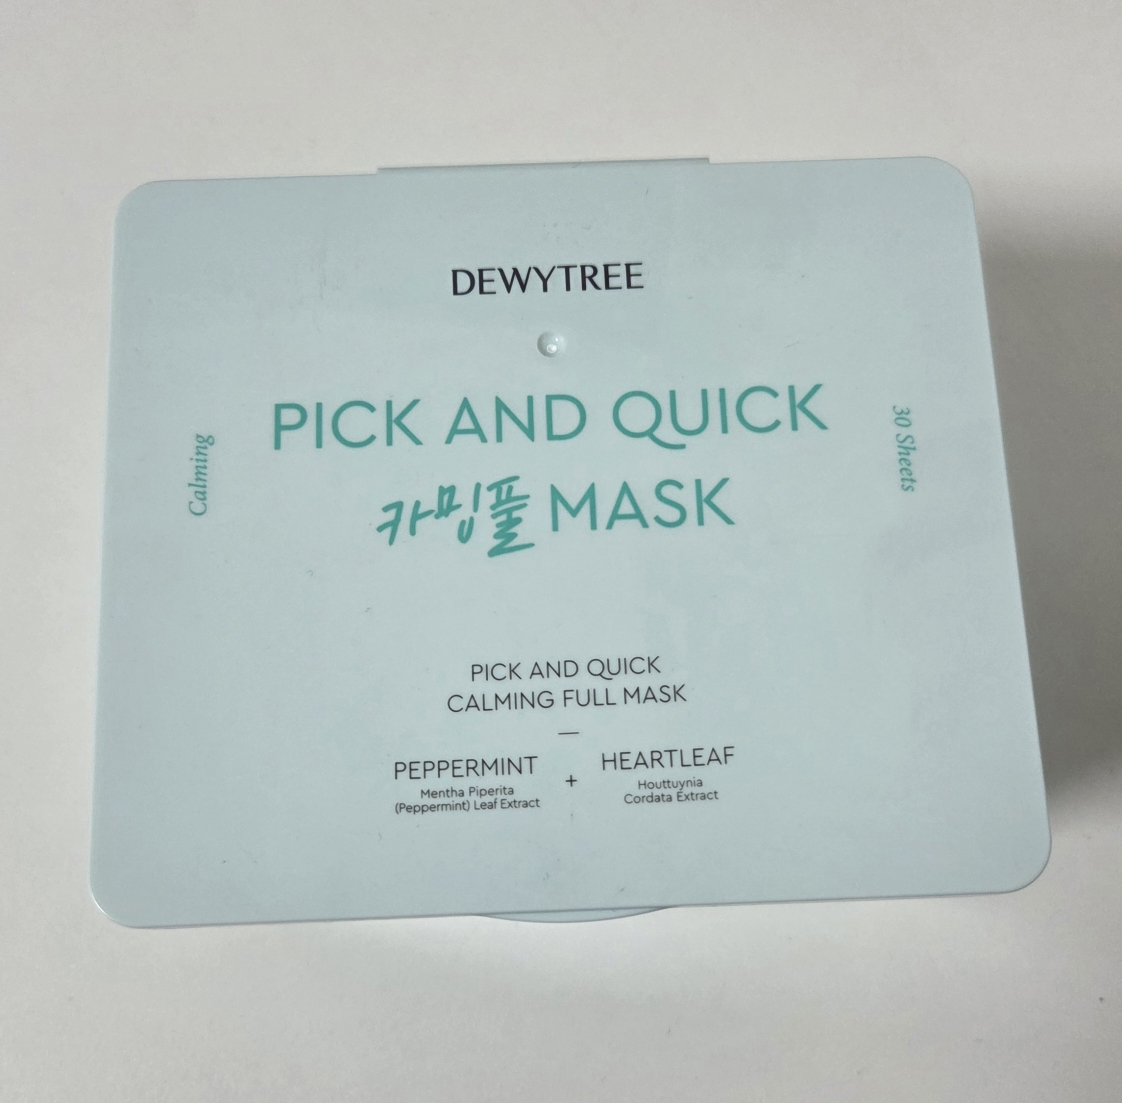 DEWYTREE
PICK AND QUICK
카밍풀 MASK
Calming
30 Sheets
PICK AND QUICK
CALMING FULL MASK
PEPPERMINT
Mentha Piperita
(Peppermint) Leaf Extract
+
HEARTLEAF
Houttuynia
Cordata Extract